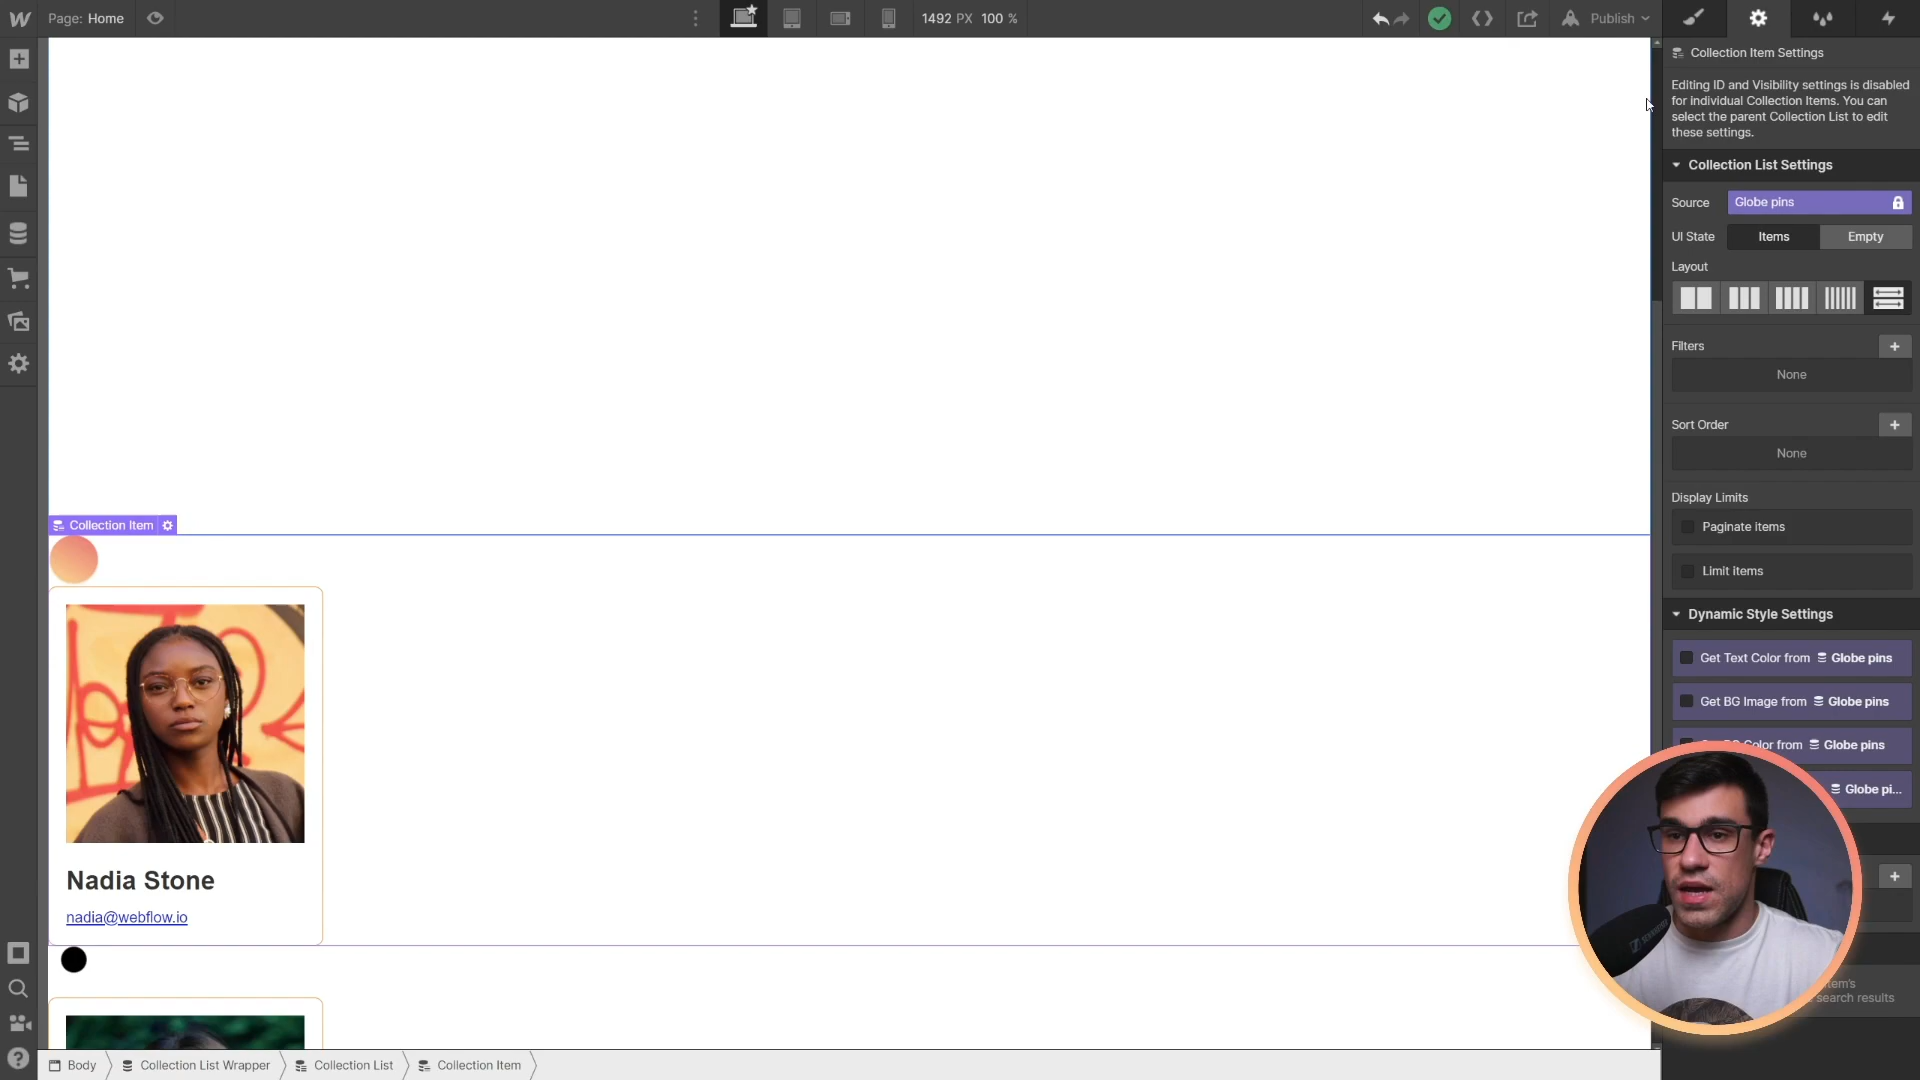 Page: Home
1492 PX 100 %
Publish
Collection Item Settings
Editing ID and Visibility settings is disabled
for individual Collection Items. You can
select the parent Collection List to edit
these settings.
Collection List Settings
Source Globe pins
UI State Items Empty
Layout
Filters
None
Sort Order
None
Display Limits
Paginate items
Limit items
Dynamic Style Settings
Get Text Color from Globe pins
Get BG Image from Globe pins
Color from Globe pins
Globe pi...
search results
Collection Item
Nadia Stone
nadia@webflow.io
Body Collection List Wrapper Collection List Collection Item